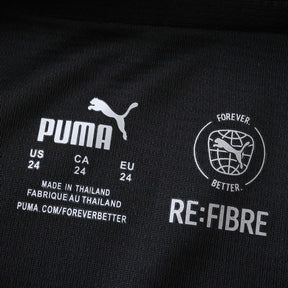 PUMA
US CA EU
24 24 24
MADE IN THAILAND
FABRIQUE AU THAILAND
PUMA.COM/FOREVERBETTER
FOREVER.
BETTER.
RE:FIBRE